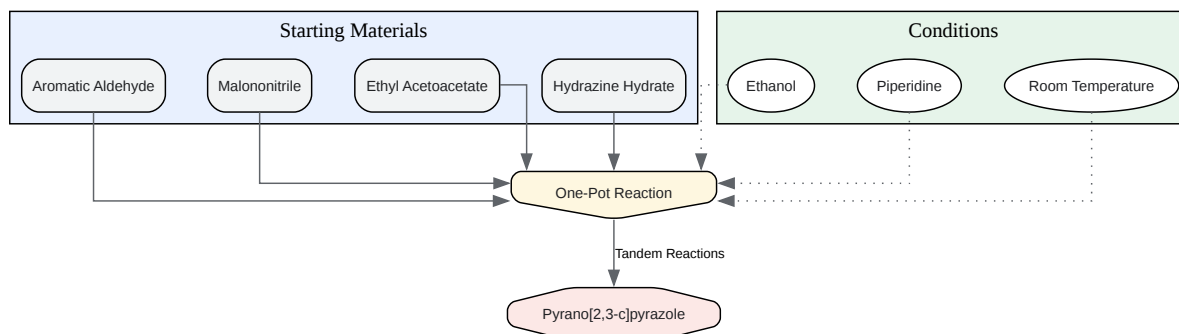 Starting Materials
Conditions
Aromatic Aldehyde
Malononitrile
Ethyl Acetoacetate
Hydrazine Hydrate
Ethanol
Piperidine
Room Temperature
One-Pot Reaction
Tandem Reactions
Pyrano[2,3-c]pyrazole